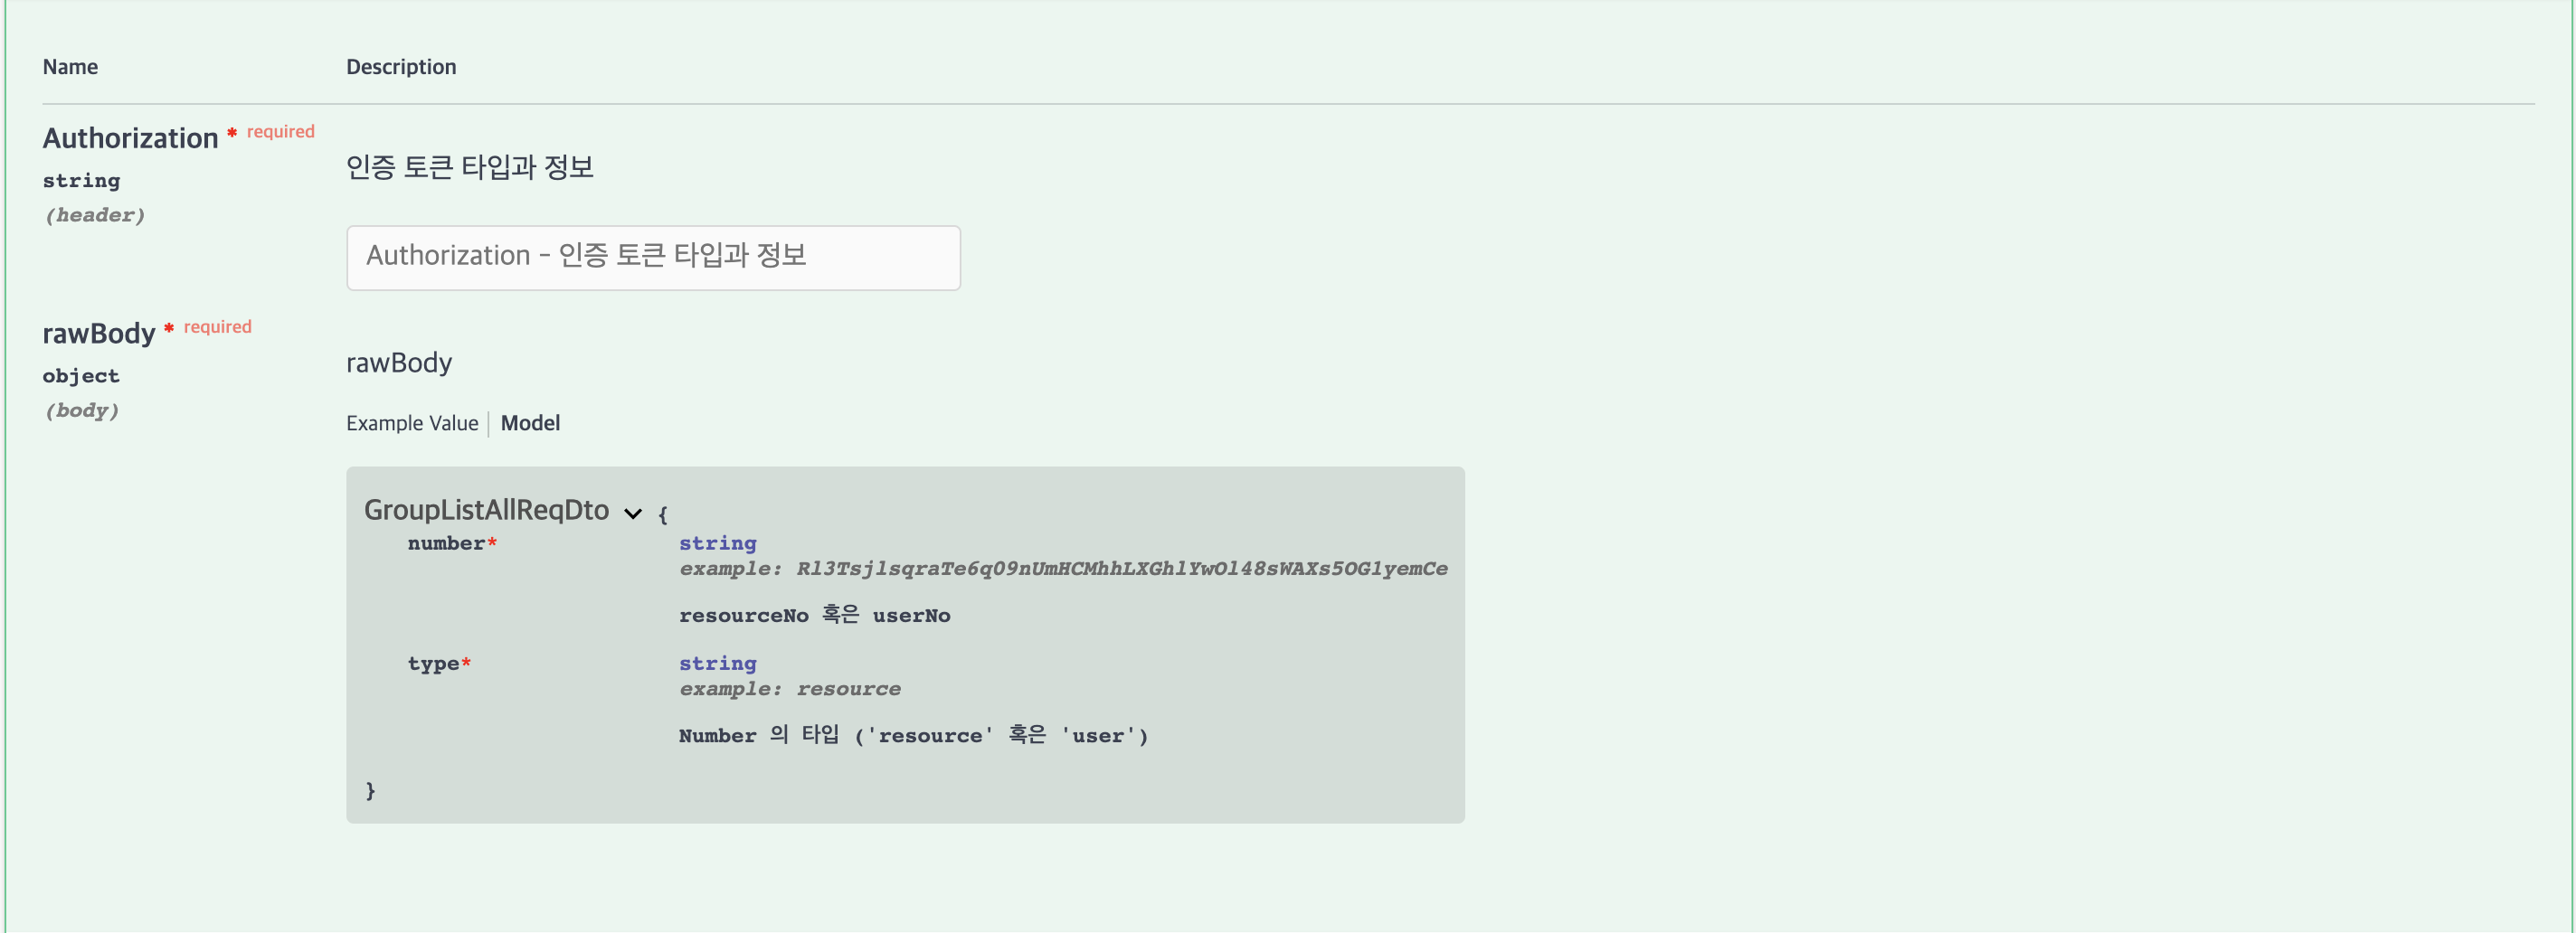 Name Description
Authorization * required
string
(header)
인증 토큰 타입과 정보
Authorization - 인증 토큰 타입과 정보
rawBody * required
object
(body)
rawBody
Example Value | Model
GroupListAllReqDto {
number* string
example: Rl3TsjlsqraTe6qO9nUmHCMhhLXGhlYwOl48sWAXs5OG1yemCe
resourceNo 혹은 userNo
type* string
example: resource
Number 의 타입 ('resource' 혹은 'user')
}